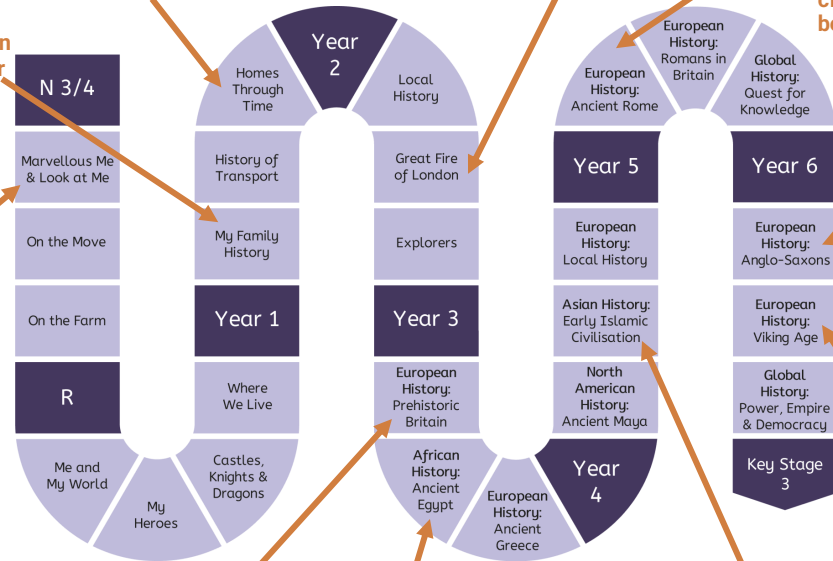 n
r
N 3/4
Marvellous Me
& Look at Me
On the Move
On the Farm
R
Me and
My World
My
Heroes
Castles,
Knights &
Dragons
Where
We Live
Year 1
My Family
History
History of
Transport
Homes
Through
Time
Year
2
Local
History
Great Fire
of London
Explorers
Year 3
European
History:
Prehistoric
Britain
African
History:
Ancient
Egypt
European
History:
Ancient
Greece
Year
4
North
American
History:
Ancient Maya
Asian History:
Early Islamic
Civilisation
European
History:
Local History
Year 5
European
History:
Ancient Rome
European
History:
Romans in
Britain
Global
History:
Quest for
Knowledge
Year 6
European
History:
Anglo-Saxons
European
History:
Viking Age
Global
History:
Power, Empire
& Democracy
Key Stage
3